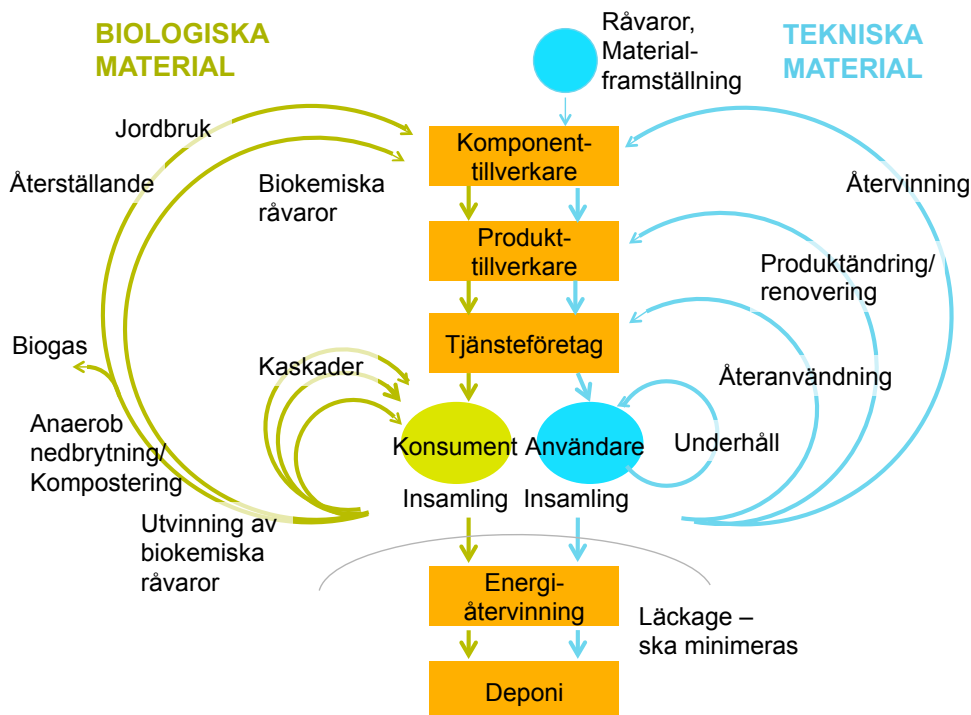 BIOLOGISKA
MATERIAL
Råvaror,
Material-
framställning
TEKNISKA
MATERIAL
Jordbruk
Återställande
Biokemiska
råvaror
Komponent-
tillverkare
Återvinning
Produkt-
tillverkare
Produktändring/
renovering
Biogas
Kaskader
Tjänsteföretag
Återanvändning
Anaerob
nedbrytning/
Kompostering
Konsument
Användare
Underhåll
Insamling
Insamling
Utvinning av
biokemiska
råvaror
Energi-
återvinning
Läckage –
ska minimeras
Deponi